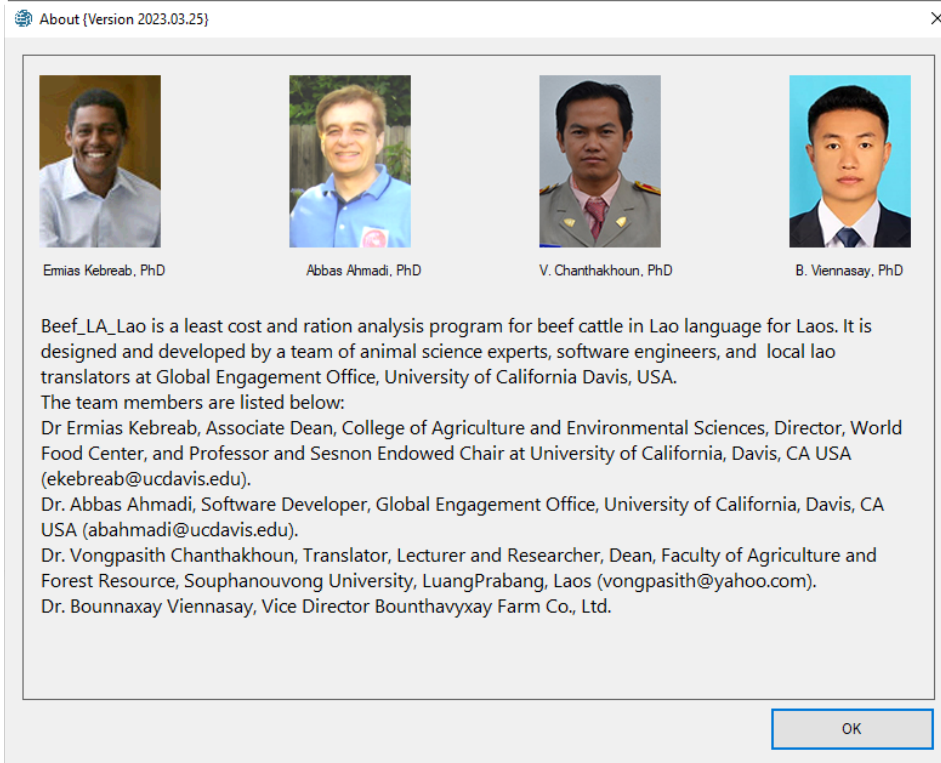 About {Version 2023.03.25}
Ermias Kebreab, PhD
Abbas Ahmadi, PhD
V. Chanthakhoun, PhD
B. Viennasay, PhD
Beef_LA_Lao is a least cost and ration analysis program for beef cattle in Lao language for Laos. It is
designed and developed by a team of animal science experts, software engineers, and  local lao
translators at Global Engagement Office, University of California Davis, USA.
The team members are listed below:
Dr Ermias Kebreab, Associate Dean, College of Agriculture and Environmental Sciences, Director, World
Food Center, and Professor and Sesnon Endowed Chair at University of California, Davis, CA USA
(ekebreab@ucdavis.edu).
Dr. Abbas Ahmadi, Software Developer, Global Engagement Office, University of California, Davis, CA
USA (abahmadi@ucdavis.edu).
Dr. Vongpasith Chanthakhoun, Translator, Lecturer and Researcher, Dean, Faculty of Agriculture and
Forest Resource, Souphanouvong University, LuangPrabang, Laos (vongpasith@yahoo.com).
Dr. Bounnaxay Viennasay, Vice Director Bounthavyxay Farm Co., Ltd.
OK